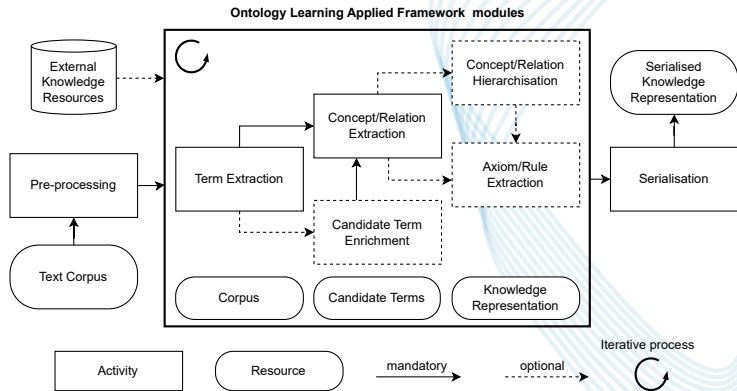 Ontology Learning Applied Framework modules
External
Knowledge
Resources
Concept/Relation
Hierarchisation
Serialised
Knowledge
Representation
Concept/Relation
Extraction
Pre-processing
Term Extraction
Axiom/Rule
Extraction
Serialisation
Candidate Term
Enrichment
Text Corpus
Corpus
Candidate Terms
Knowledge
Representation
Activity
Resource
mandatory
optional
Iterative process